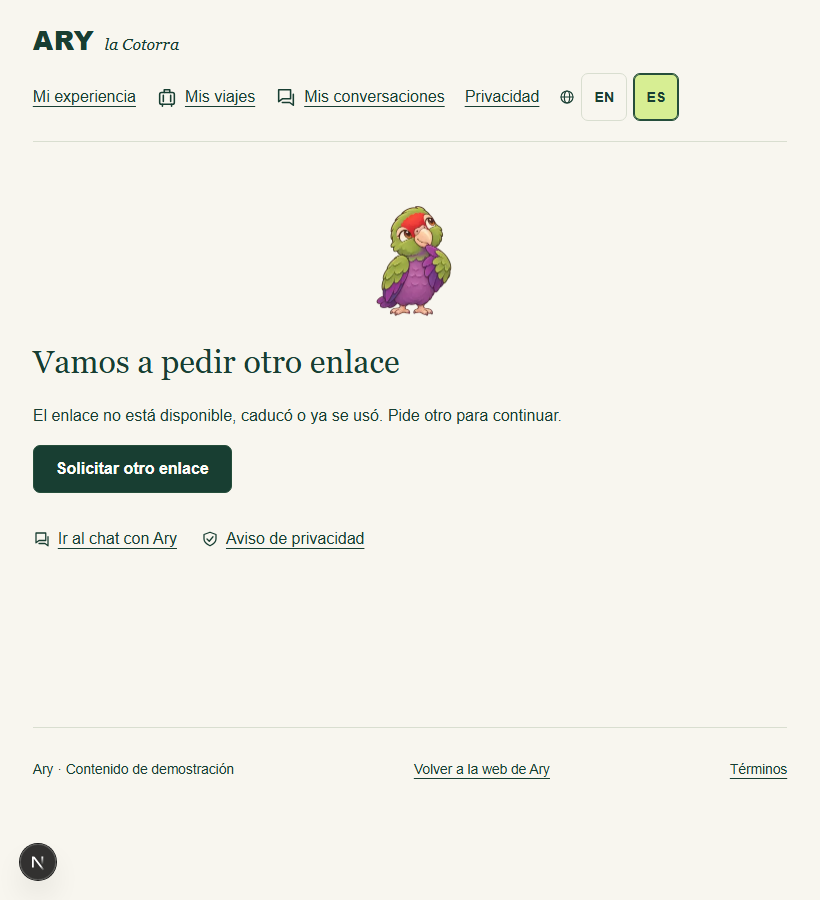 ARY la Cotorra
Mi experiencia Mis viajes Mis conversaciones Privacidad EN ES
Vamos a pedir otro enlace
El enlace no está disponible, caducó o ya se usó. Pide otro para continuar.
Solicitar otro enlace
Ir al chat con Ary Aviso de privacidad
Ary · Contenido de demostración Volver a la web de Ary Términos
N